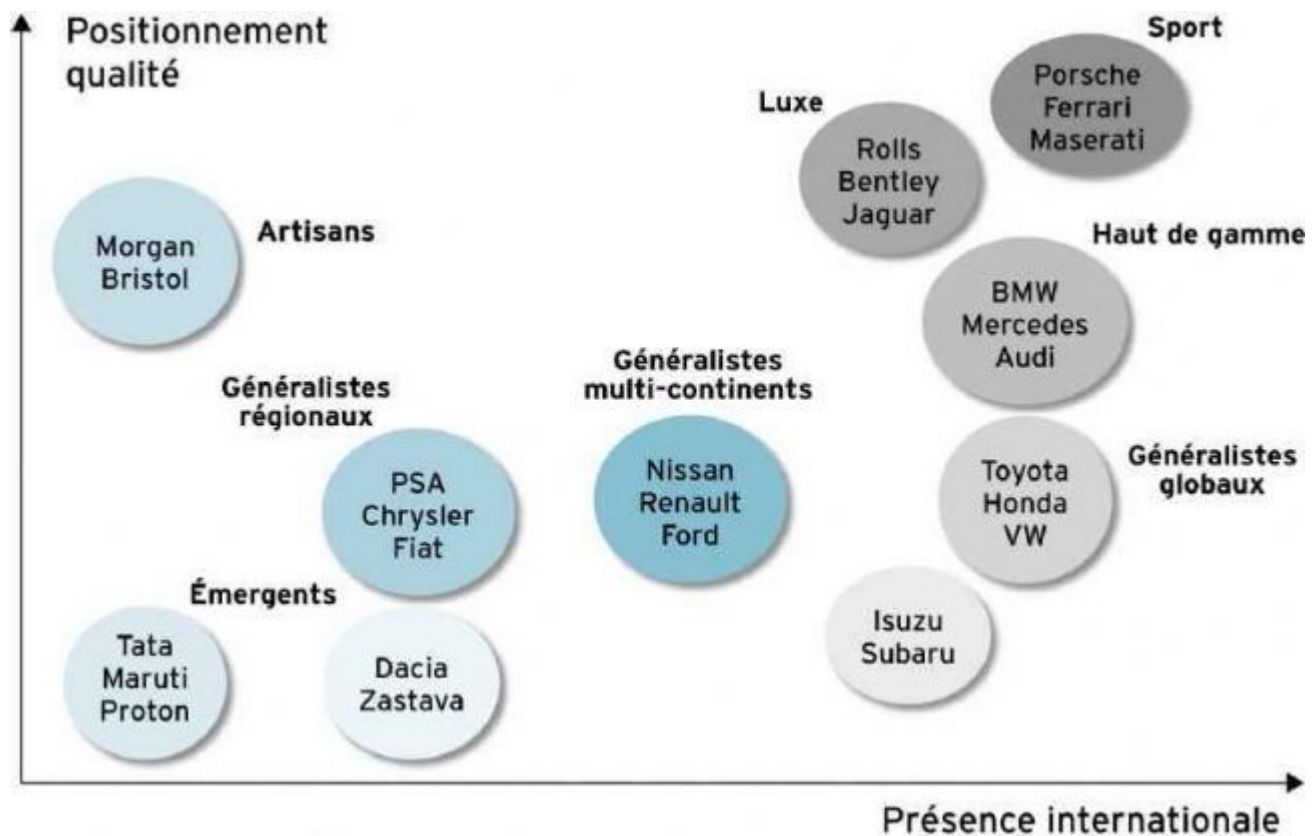 Positionnement
qualité
Sport
Porsche
Ferrari
Maserati
Luxe
Rolls
Bentley
Jaguar
Artisans
Morgan
Bristol
Haut de gamme
BMW
Mercedes
Audi
Généralistes
régionaux
PSA
Chrysler
Fiat
Généralistes
multi-continents
Nissan
Renault
Ford
Généralistes
globaux
Toyota
Honda
VW
Émergents
Tata
Maruti
Proton
Dacia
Zastava
Isuzu
Subaru
Présence internationale